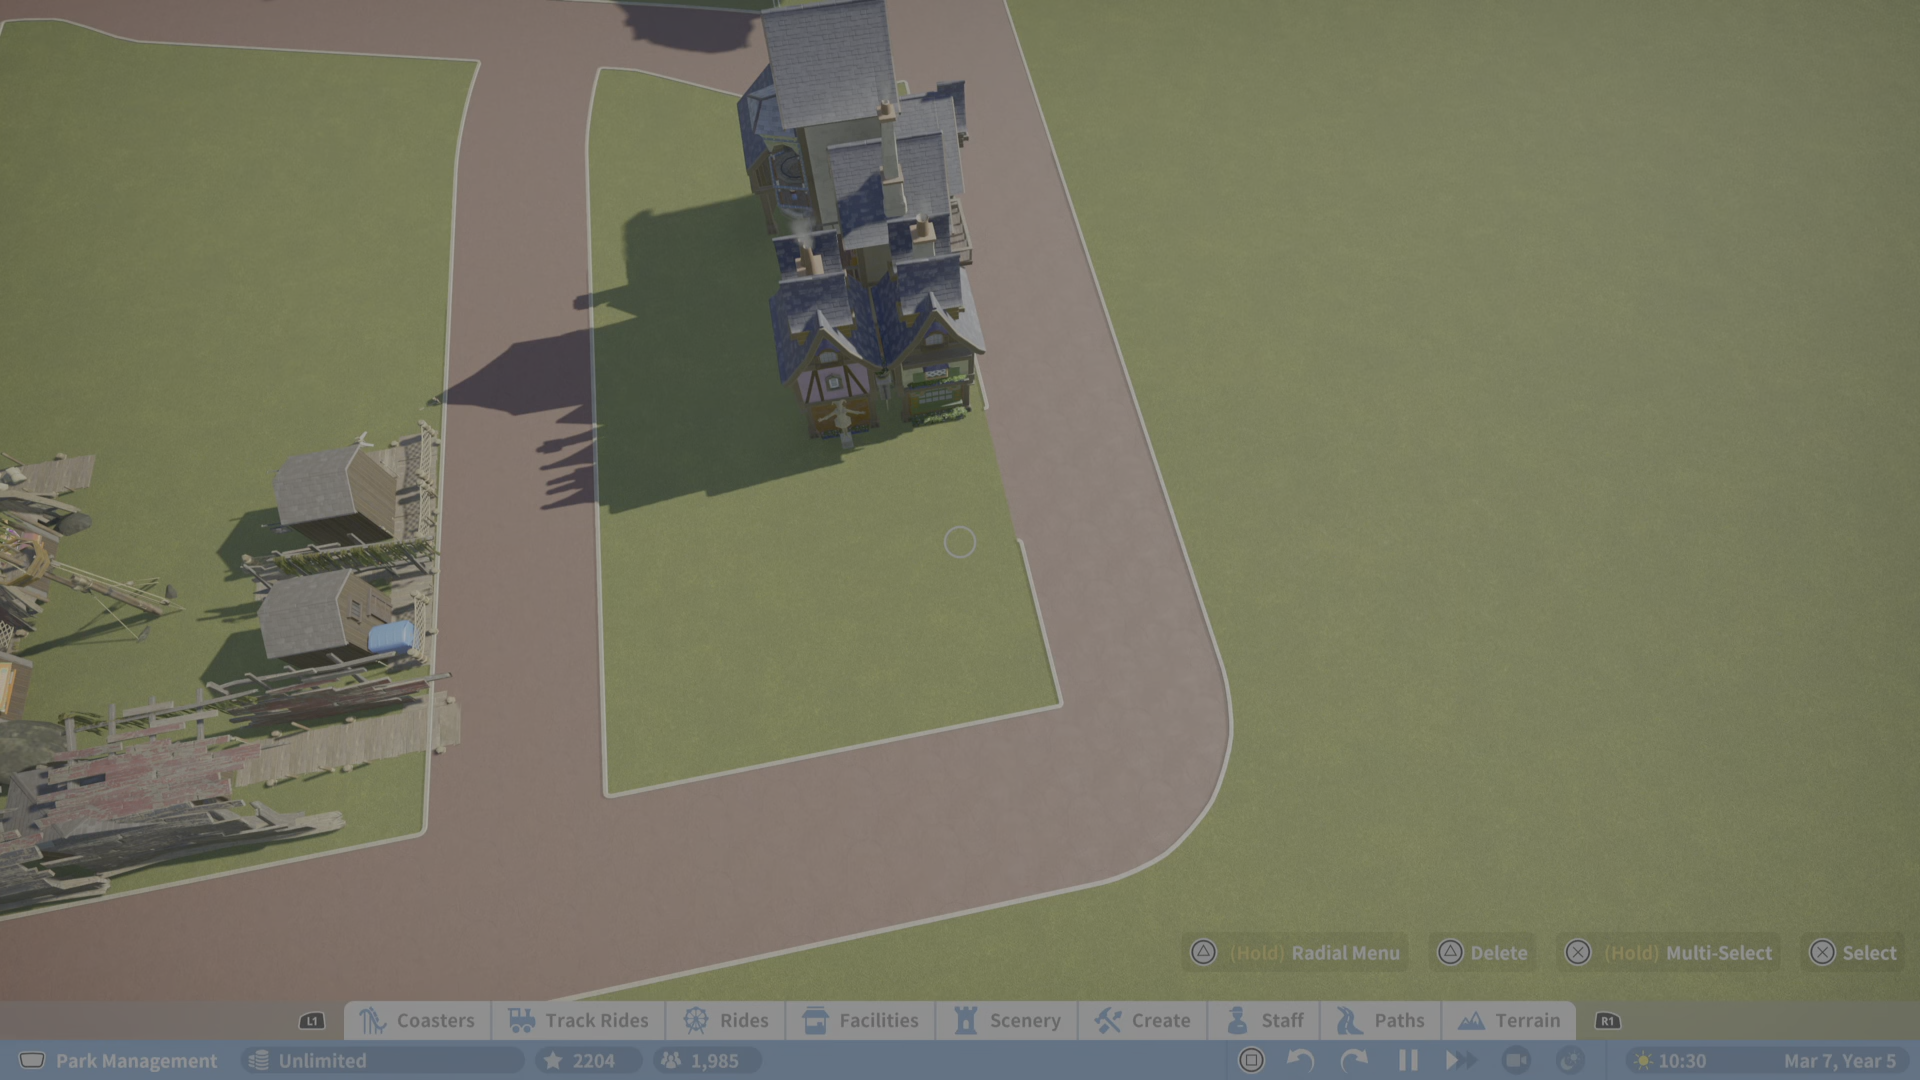 (Hold) Radial Menu Delete (Hold) Multi-Select Select
L1 Coasters Track Rides Rides Facilities Scenery Create Staff Paths Terrain R1
Park Management Unlimited 2204 1,985 10:30 Mar 7, Year 5